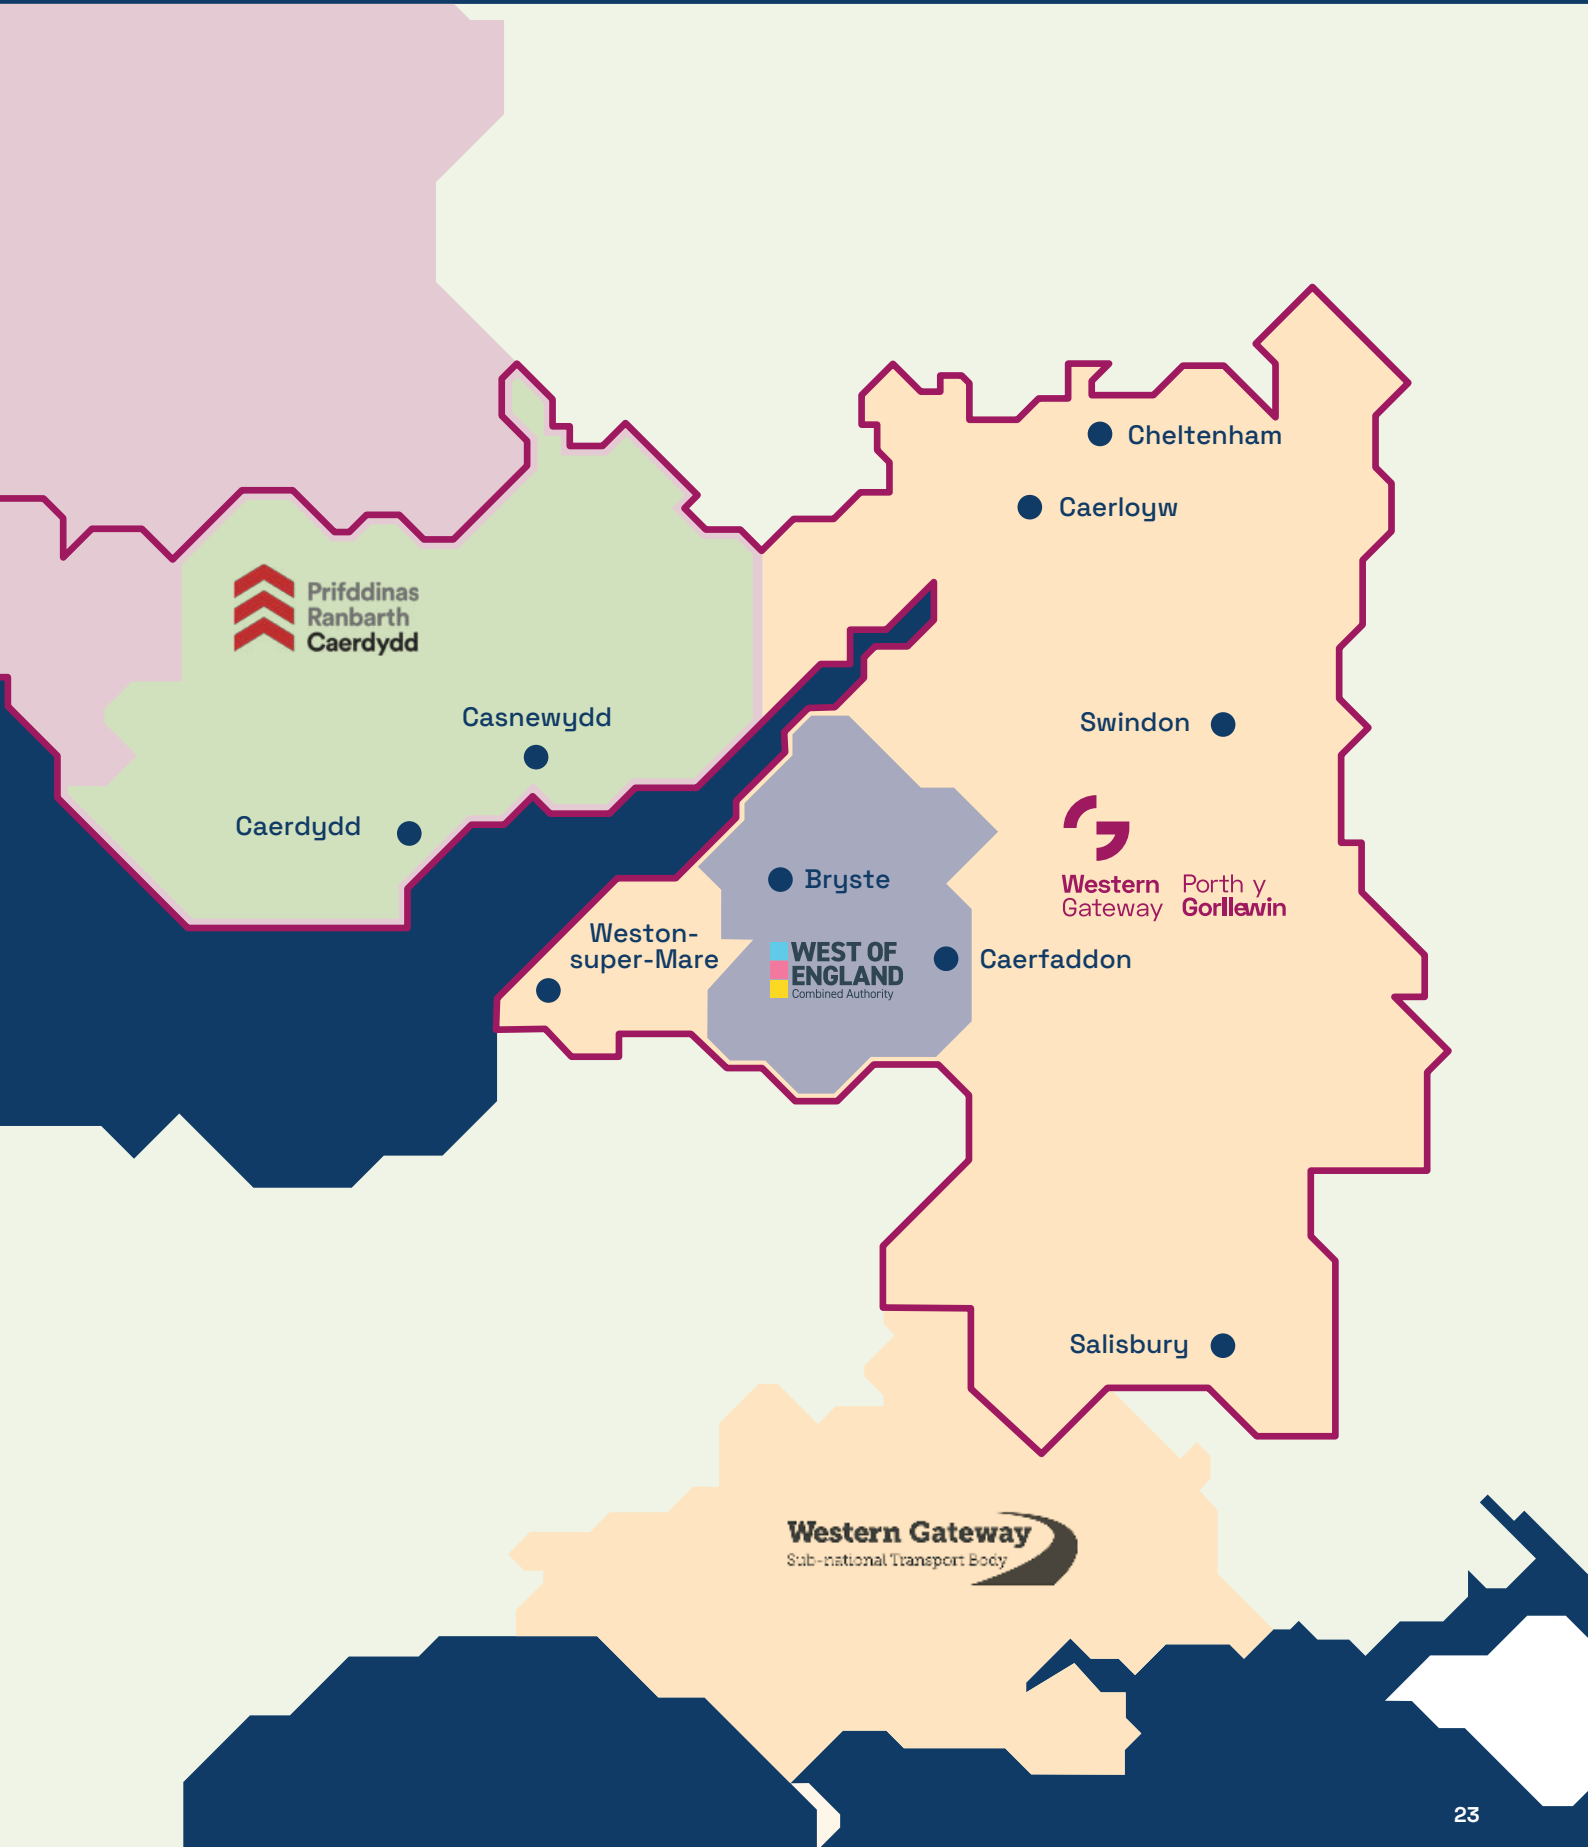 Cheltenham
Caerloyw
Prifddinas
Ranbarth
Caerdydd
Casnewydd
Swindon
Caerdydd
Bryste
Western
Gateway
Porth y
Gorllewin
Weston-
super-Mare
WEST OF
ENGLAND
Combined Authority
Caerfaddon
Salisbury
Western Gateway
Sub-national Transport Body
23